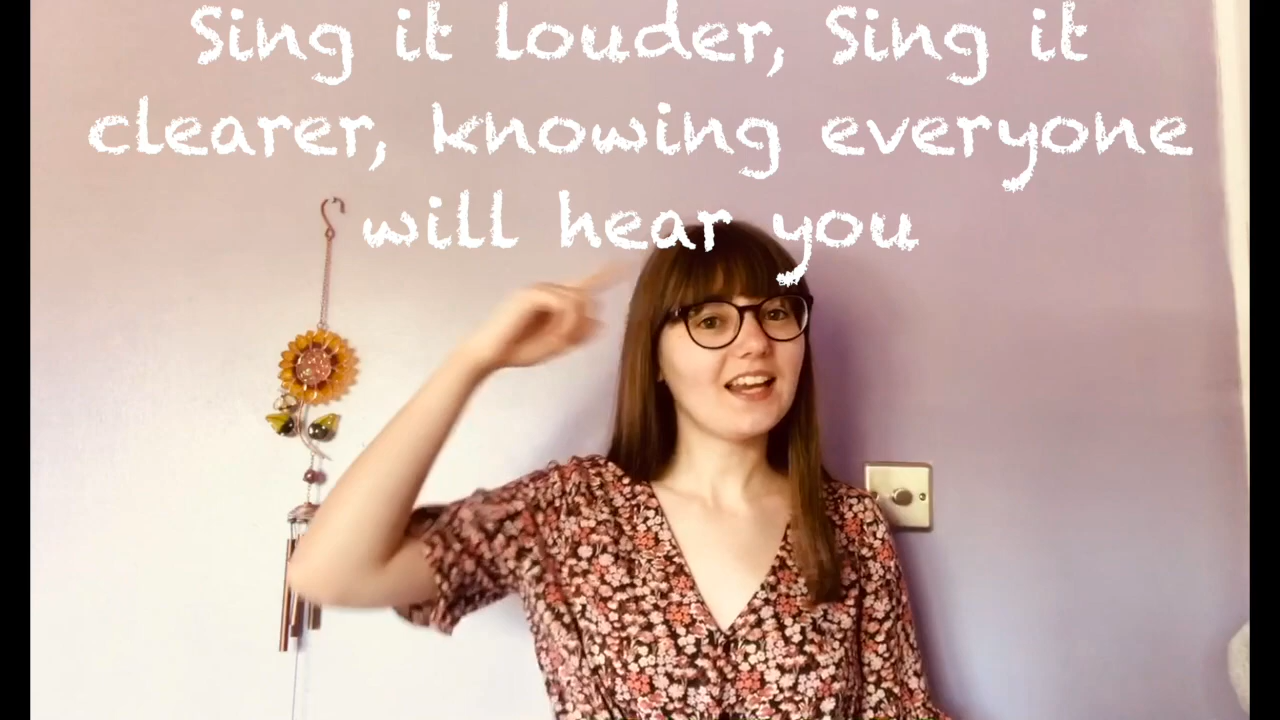 Sing it louder, Sing it
clearer, knowing everyone
will hear you